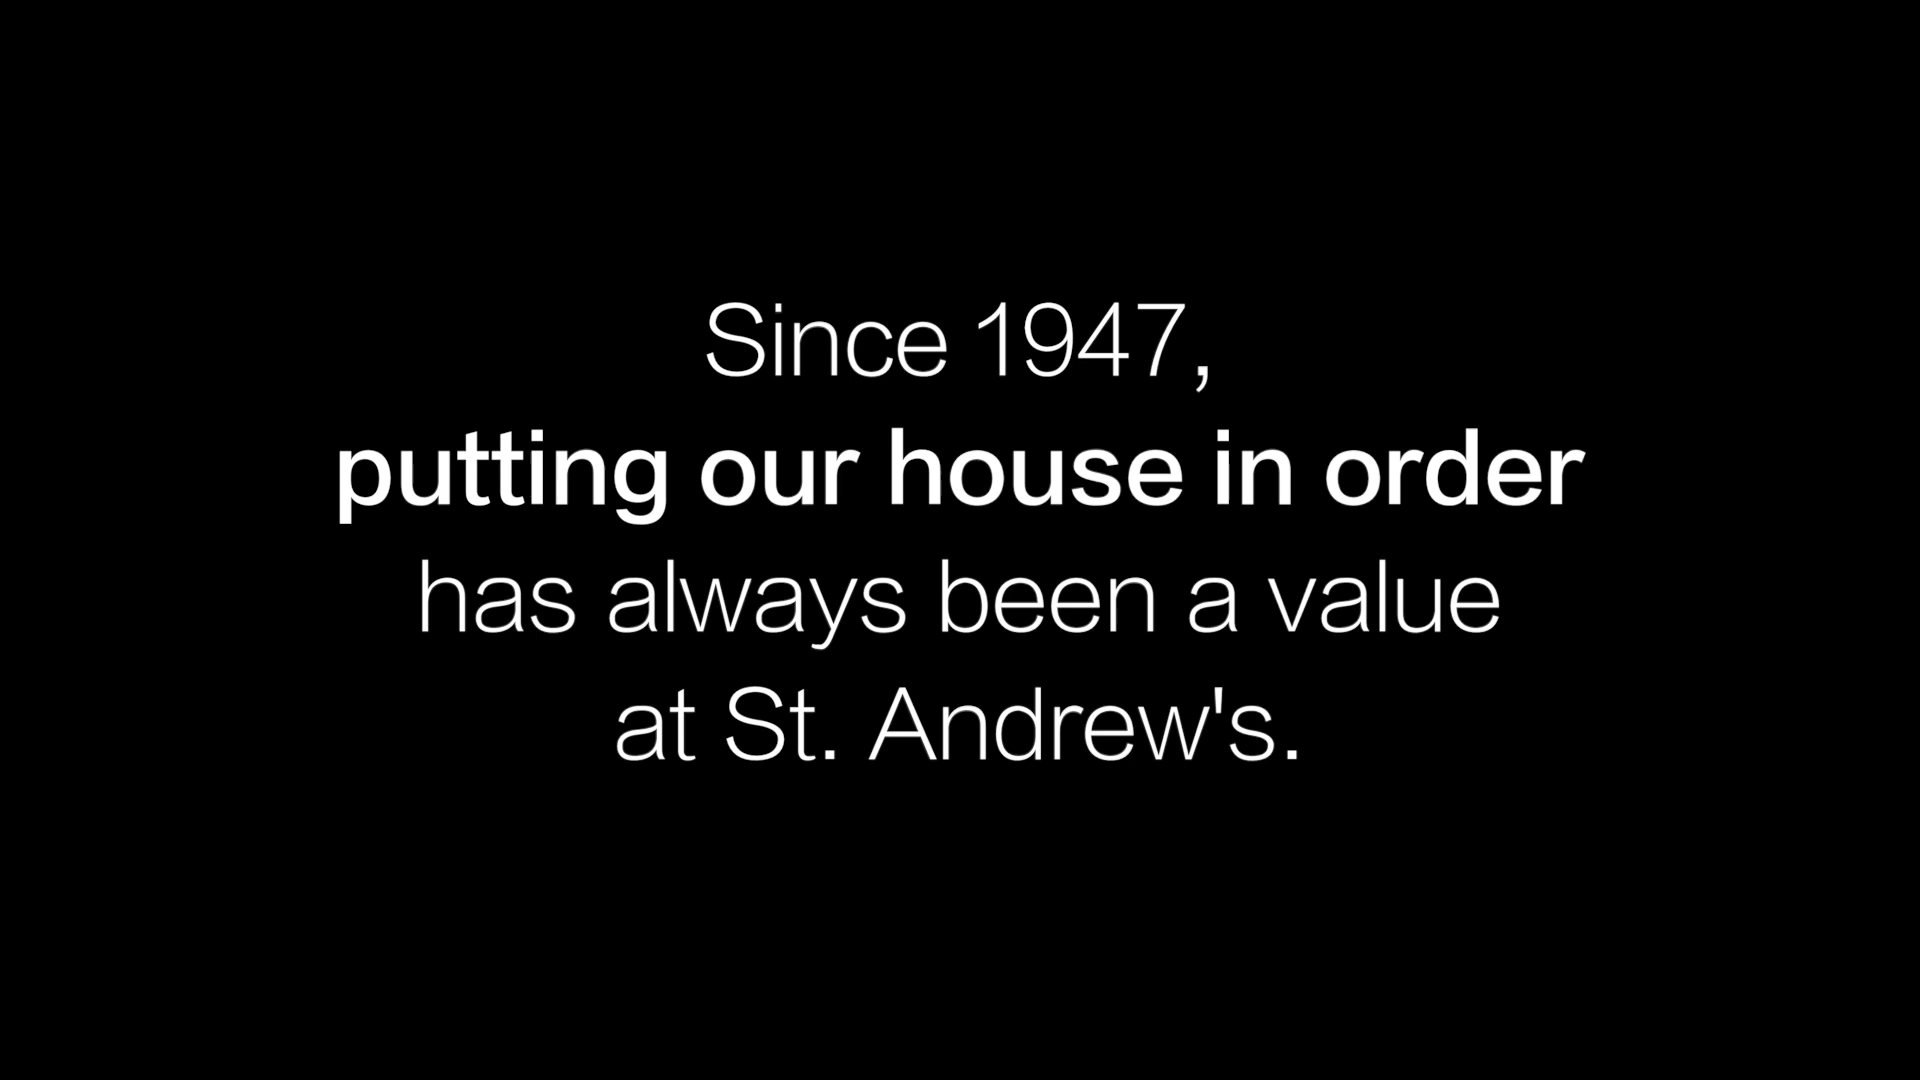 Since 1947,
putting our house in order
has always been a value
at St. Andrew's.